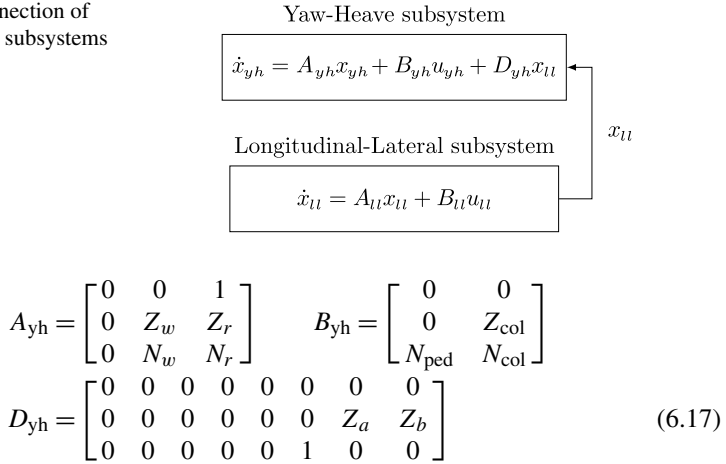 nection of
subsystems
Yaw-Heave subsystem
ẋ_yh = A_yh x_yh + B_yh u_yh + D_yh x_ll
x_ll
Longitudinal-Lateral subsystem
ẋ_ll = A_ll x_ll + B_ll u_ll
A_yh = [0 0 1; 0 Z_w Z_r; 0 N_w N_r] B_yh = [0 0; 0 Z_col; N_ped N_col]
D_yh = [0 0 0 0 0 0 0 0; 0 0 0 0 0 0 Z_a Z_b; 0 0 0 0 0 1 0 0] (6.17)